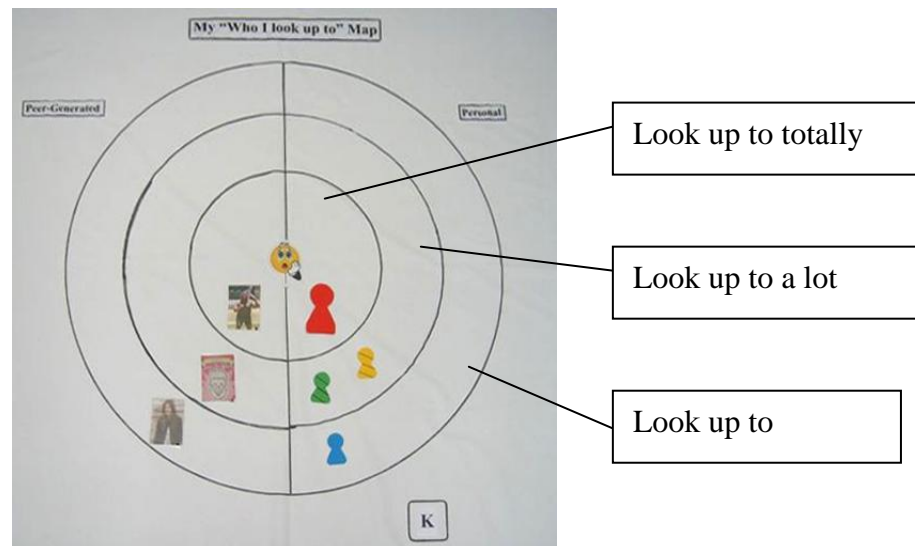 My "Who I look up to" Map
Peer-Generated
Personal
Look up to totally
Look up to a lot
Look up to
K